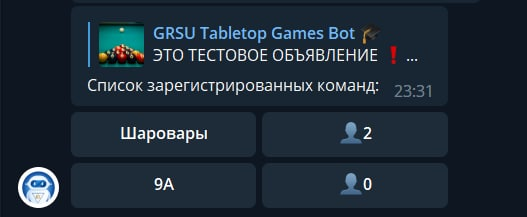 GRSU Tabletop Games Bot 🎓
ЭТО ТЕСТОВОЕ ОБЪЯВЛЕНИЕ ❗ ...
Список зарегистрированных команд:
23:31
Шаровары 👤2
9А 👤0